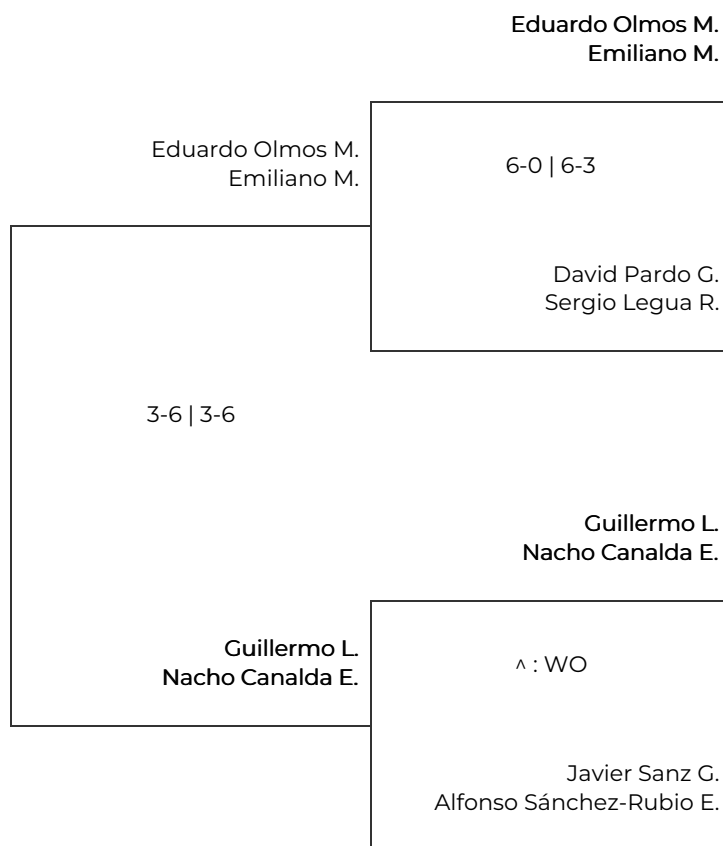 Eduardo Olmos M.
Emiliano M.
Eduardo Olmos M.
Emiliano M.
6-0 | 6-3
David Pardo G.
Sergio Legua R.
3-6 | 3-6
Guillermo L.
Nacho Canalda E.
Guillermo L.
Nacho Canalda E.
^ : WO
Javier Sanz G.
Alfonso Sánchez-Rubio E.